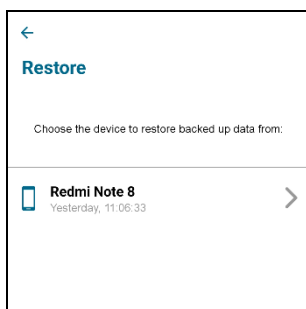 Restore
Choose the device to restore backed up data from:
Redmi Note 8
Yesterday, 11:06:33